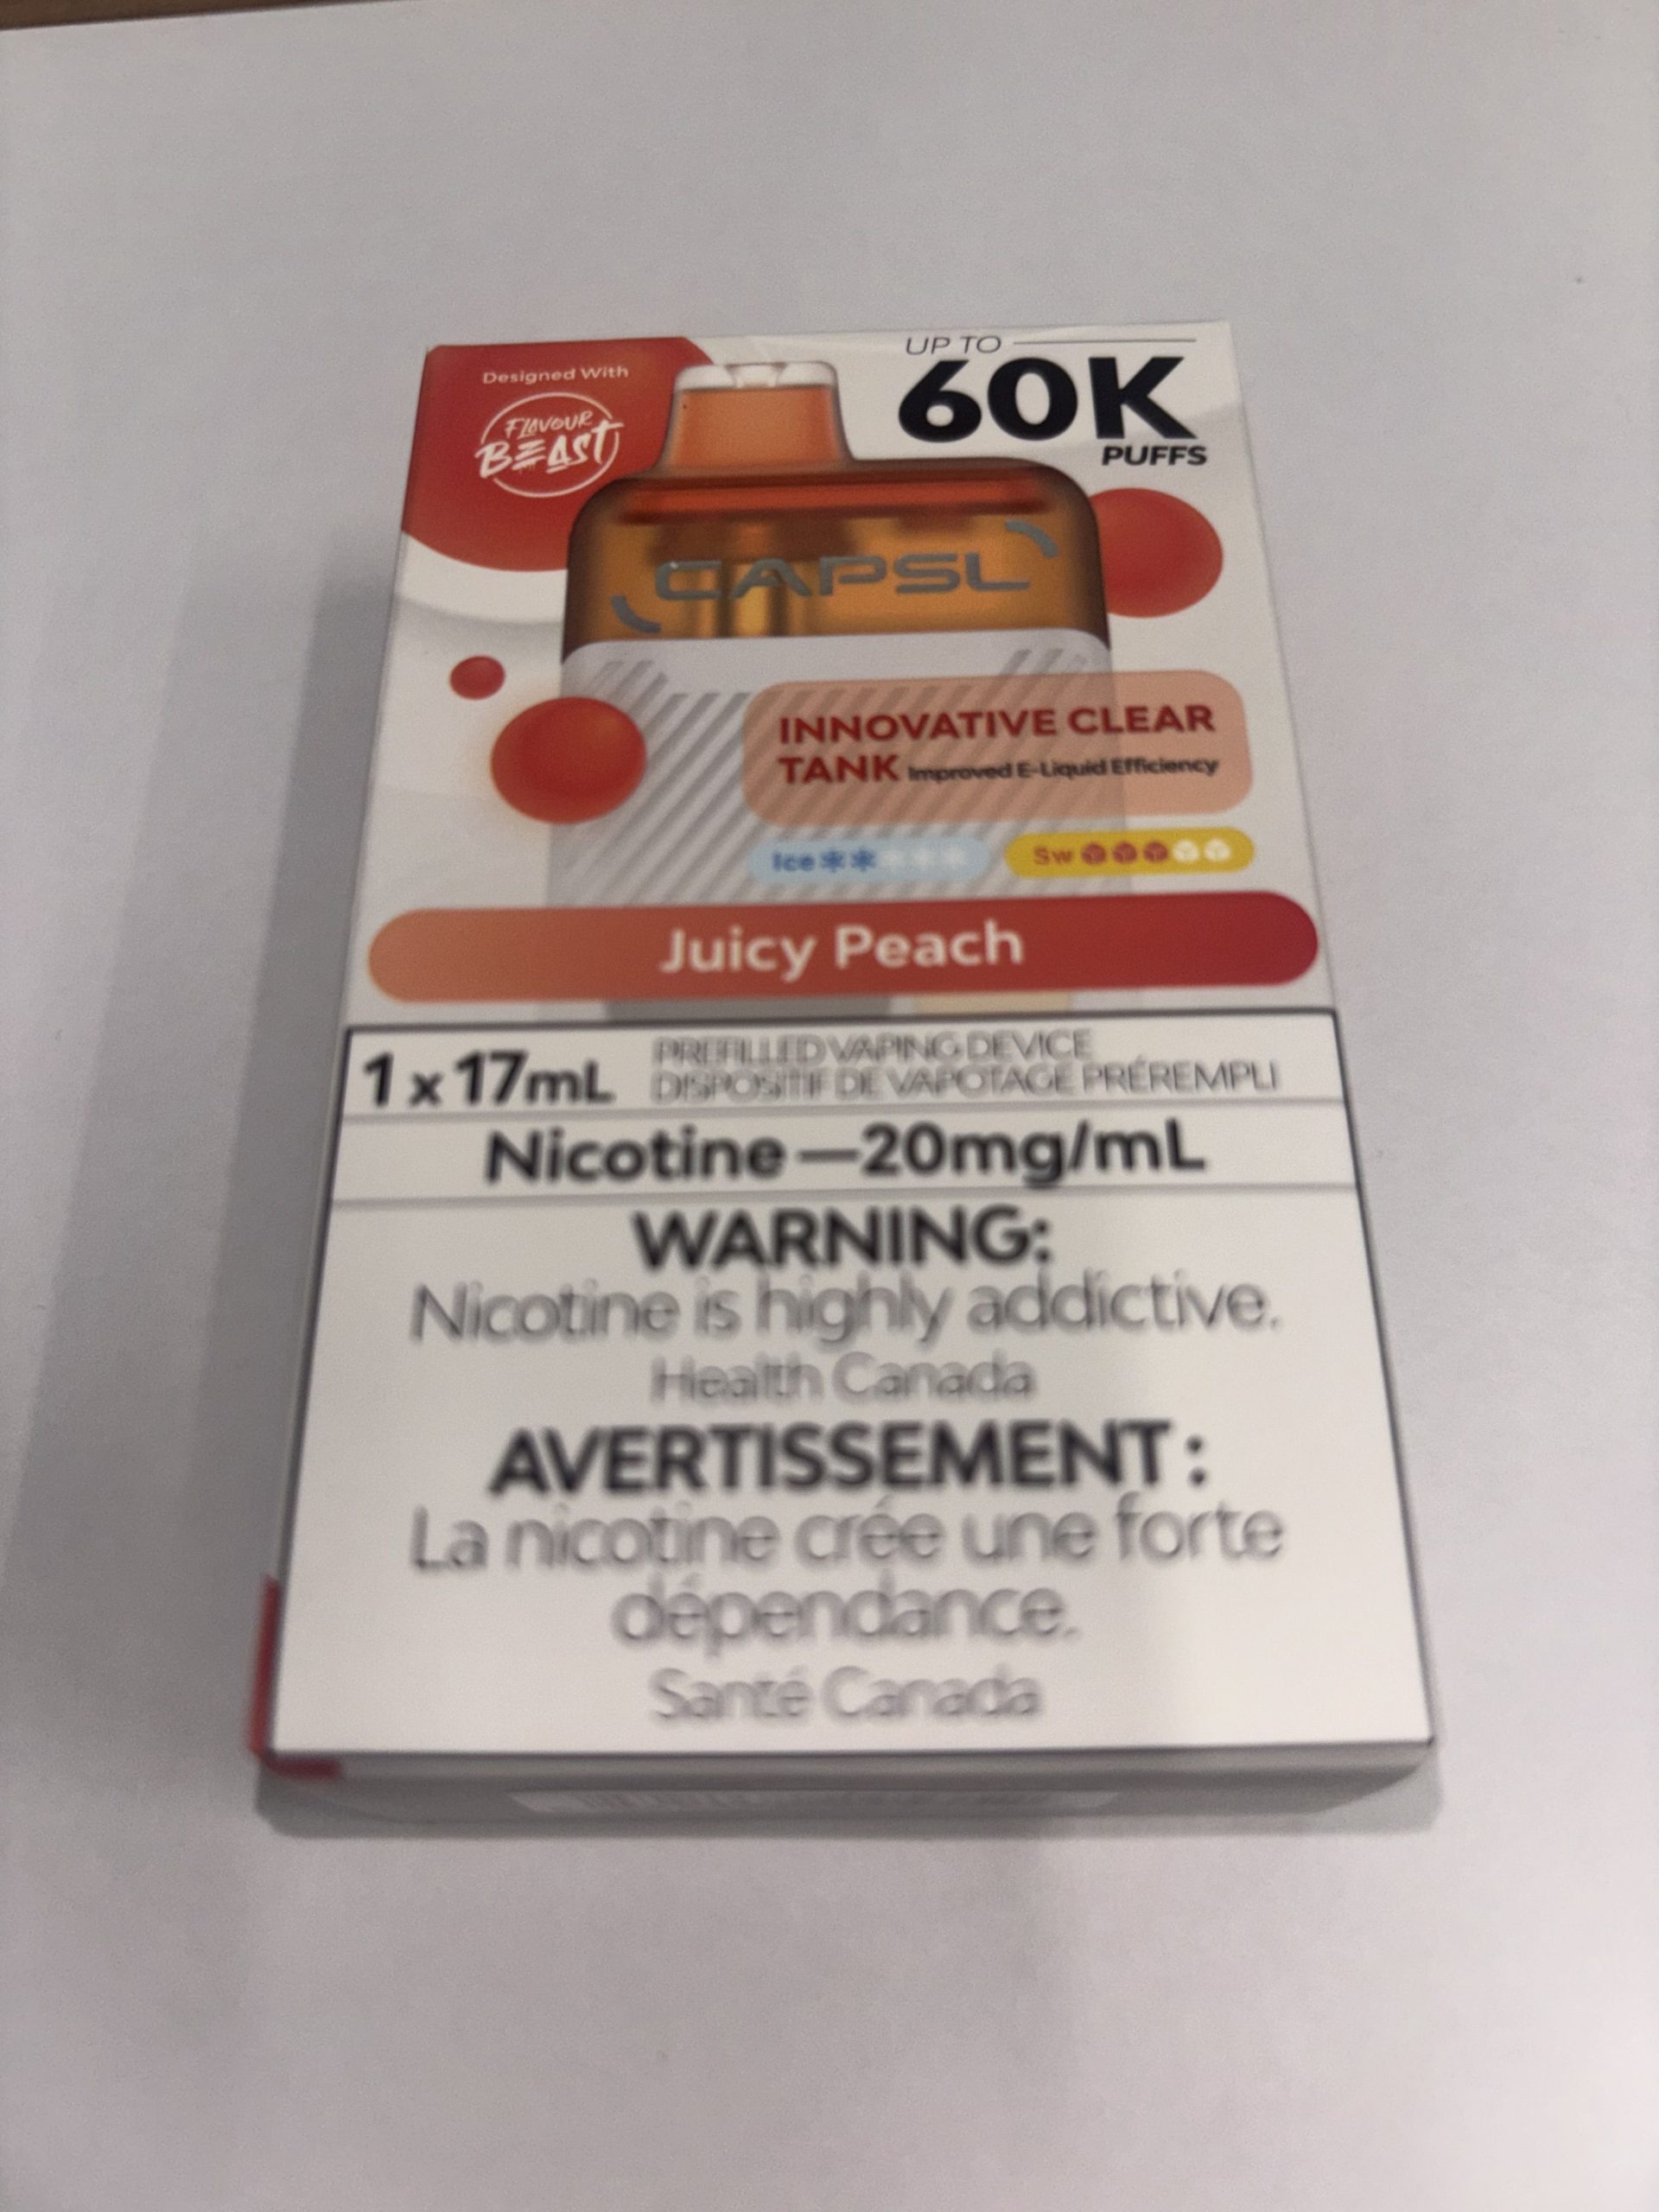 UP TO
60K
PUFFS
Designed With
FLAVOUR
BEAST
CAPSL
INNOVATIVE CLEAR
TANK Improved E-Liquid Efficiency
Ice
Sw
Juicy Peach
1 x 17mL
PREFILLED VAPING DEVICE
DISPOSITIF DE VAPOTAGE PRÉREMPLI
Nicotine—20mg/mL
WARNING:
Nicotine is highly addictive.
Health Canada
AVERTISSEMENT :
La nicotine crée une forte
dépendance.
Santé Canada